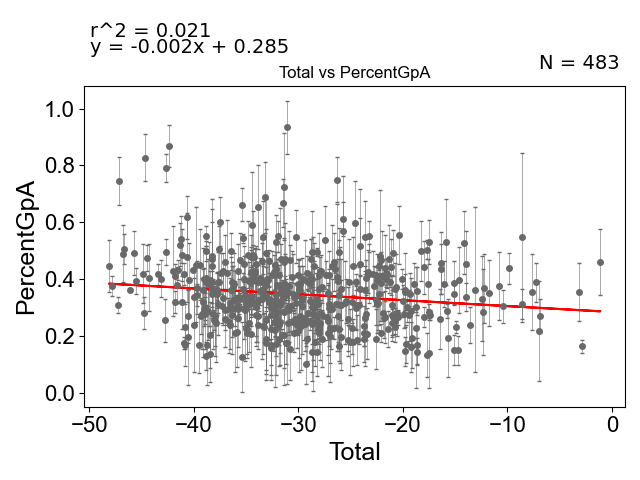 r^2 = 0.021
y = -0.002x + 0.285
N = 483
Total vs PercentGpA
1.0
0.8
0.6
0.4
0.2
0.0
PercentGpA
−50
−40
−30
−20
−10
0
Total